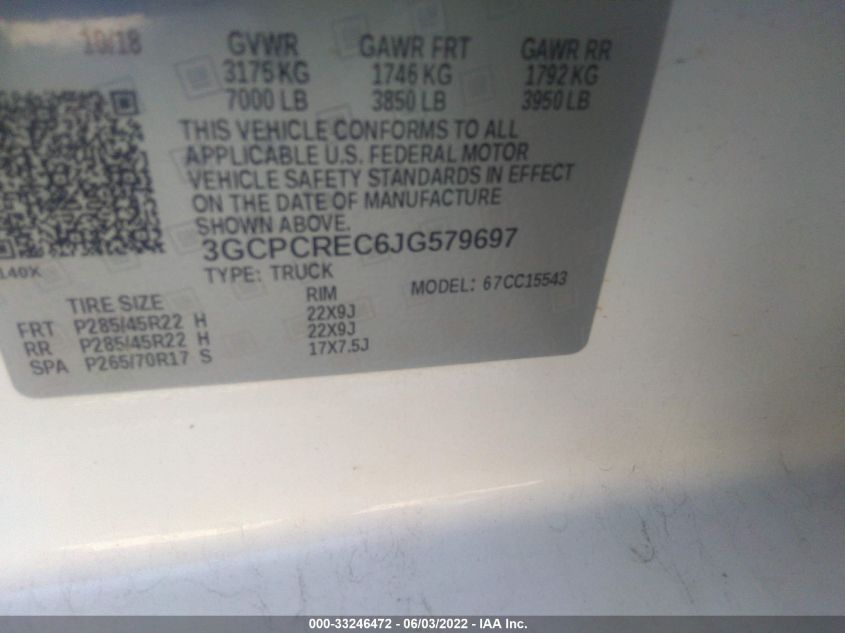 10/18 GVWR GAWR FRT GAWR RR
3175 KG 1746 KG 1792 KG
7000 LB 3850 LB 3950 LB
THIS VEHICLE CONFORMS TO ALL
APPLICABLE U.S. FEDERAL MOTOR
VEHICLE SAFETY STANDARDS IN EFFECT
ON THE DATE OF MANUFACTURE
SHOWN ABOVE.
3GCPCREC6JG579697
140X TYPE: TRUCK MODEL: 67CC15543
TIRE SIZE RIM
FRT P285/45R22 H 22X9J
RR P285/45R22 H 22X9J
SPA P265/70R17 S 17X7.5J
000-33246472 - 06/03/2022 - IAA Inc.